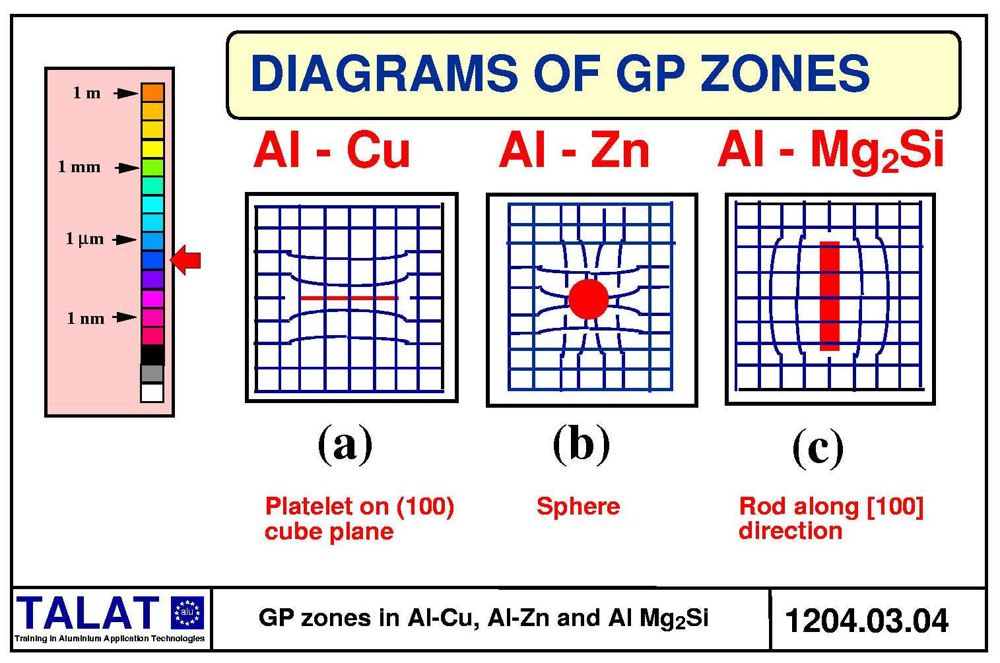 DIAGRAMS OF GP ZONES
1 m
1 mm
1 µm
1 nm
Al - Cu
Al - Zn
Al - Mg₂Si
(a)
(b)
(c)
Platelet on (100)
cube plane
Sphere
Rod along [100]
direction
TALAT
alu
Training in Aluminium Application Technologies
GP zones in Al-Cu, Al-Zn and Al Mg₂Si
1204.03.04